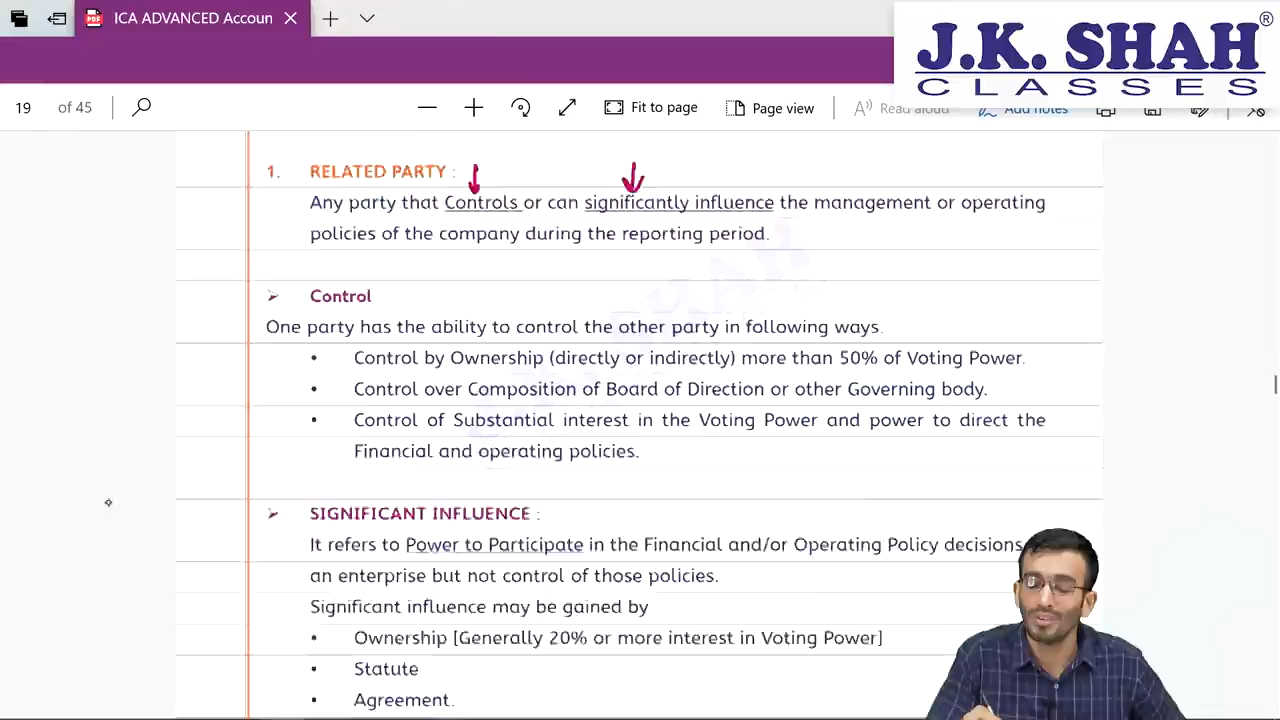 ICA ADVANCED Accoun
J.K. SHAH®
CLASSES
19 of 45 Fit to page Page view Read aloud Add notes
1. RELATED PARTY :
Any party that Controls or can significantly influence the management or operating
policies of the company during the reporting period.
➢ Control
One party has the ability to control the other party in following ways.
• Control by Ownership (directly or indirectly) more than 50% of Voting Power.
• Control over Composition of Board of Direction or other Governing body.
• Control of Substantial interest in the Voting Power and power to direct the
Financial and operating policies.
➢ SIGNIFICANT INFLUENCE :
It refers to Power to Participate in the Financial and/or Operating Policy decisions
an enterprise but not control of those policies.
Significant influence may be gained by
• Ownership [Generally 20% or more interest in Voting Power]
• Statute
• Agreement.